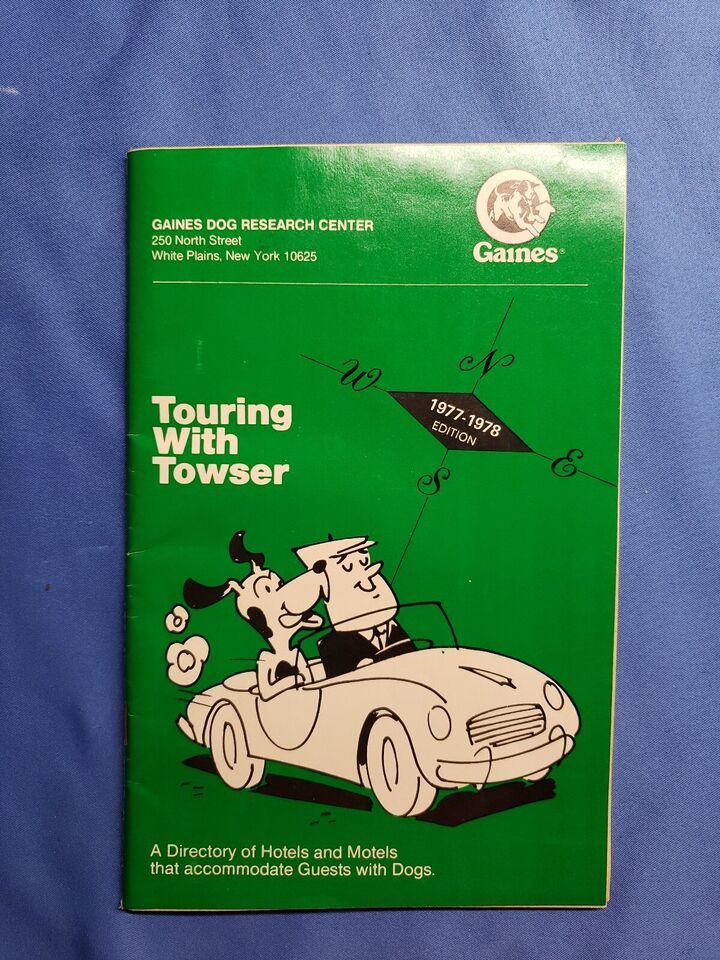 GAINES DOG RESEARCH CENTER
250 North Street
White Plains, New York 10625
Gaines®
N
W
1977-1978
EDITION
E
S
Touring
With
Towser
A Directory of Hotels and Motels
that accommodate Guests with Dogs.